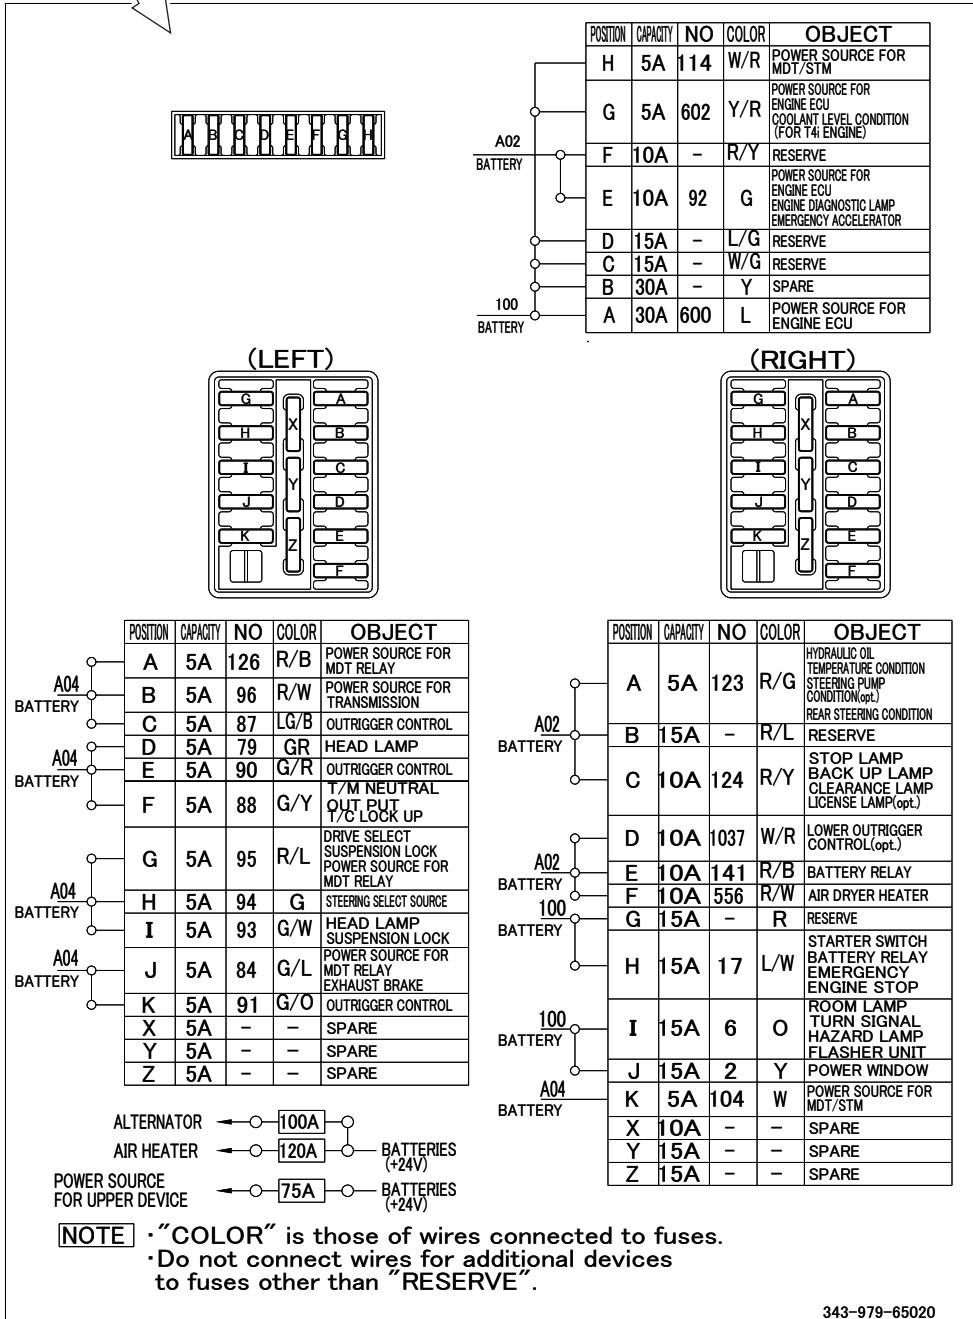 POSITION CAPACITY NO COLOR OBJECT
H 5A 114 W/R POWER SOURCE FOR
MDT/STM
G 5A 602 Y/R POWER SOURCE FOR
ENGINE ECU
COOLANT LEVEL CONDITION
(FOR T4i ENGINE)
A02
BATTERY
F 10A - R/Y RESERVE
E 10A 92 G POWER SOURCE FOR
ENGINE ECU
ENGINE DIAGNOSTIC LAMP
EMERGENCY ACCELERATOR
D 15A - L/G RESERVE
C 15A - W/G RESERVE
B 30A - Y SPARE
100
BATTERY
A 30A 600 L POWER SOURCE FOR
ENGINE ECU
A B C D E F G H
(LEFT)
G A
X
H B
I C
Y
J D
K E
Z
F
(RIGHT)
G A
X
H B
I C
Y
J D
K E
Z
F
POSITION CAPACITY NO COLOR OBJECT
A 5A 126 R/B POWER SOURCE FOR
MDT RELAY
A04
BATTERY
B 5A 96 R/W POWER SOURCE FOR
TRANSMISSION
C 5A 87 LG/B OUTRIGGER CONTROL
D 5A 79 GR HEAD LAMP
A04
BATTERY
E 5A 90 G/R OUTRIGGER CONTROL
F 5A 88 G/Y T/M NEUTRAL
OUT PUT
T/C LOCK UP
G 5A 95 R/L DRIVE SELECT
SUSPENSION LOCK
POWER SOURCE FOR
MDT RELAY
A04
BATTERY
H 5A 94 G STEERING SELECT SOURCE
I 5A 93 G/W HEAD LAMP
SUSPENSION LOCK
A04
BATTERY
J 5A 84 G/L POWER SOURCE FOR
MDT RELAY
EXHAUST BRAKE
K 5A 91 G/O OUTRIGGER CONTROL
X 5A - - SPARE
Y 5A - - SPARE
Z 5A - - SPARE
POSITION CAPACITY NO COLOR OBJECT
A 5A 123 R/G HYDRAULIC OIL
TEMPERATURE CONDITION
STEERING PUMP
CONDITION(opt.)
REAR STEERING CONDITION
A02
BATTERY
B 15A - R/L RESERVE
C 10A 124 R/Y STOP LAMP
BACK UP LAMP
CLEARANCE LAMP
LICENSE LAMP(opt.)
D 10A 1037 W/R LOWER OUTRIGGER
CONTROL(opt.)
A02
BATTERY
E 10A 141 R/B BATTERY RELAY
F 10A 556 R/W AIR DRYER HEATER
100
BATTERY
G 15A - R RESERVE
H 15A 17 L/W STARTER SWITCH
BATTERY RELAY
EMERGENCY
ENGINE STOP
100
BATTERY
I 15A 6 O ROOM LAMP
TURN SIGNAL
HAZARD LAMP
FLASHER UNIT
J 15A 2 Y POWER WINDOW
A04
BATTERY
K 5A 104 W POWER SOURCE FOR
MDT/STM
X 10A - - SPARE
Y 15A - - SPARE
Z 15A - - SPARE
ALTERNATOR 100A
AIR HEATER 120A BATTERIES
(+24V)
POWER SOURCE
FOR UPPER DEVICE 75A BATTERIES
(+24V)
NOTE ･"COLOR" is those of wires connected to fuses.
･Do not connect wires for additional devices
to fuses other than "RESERVE".
343-979-65020